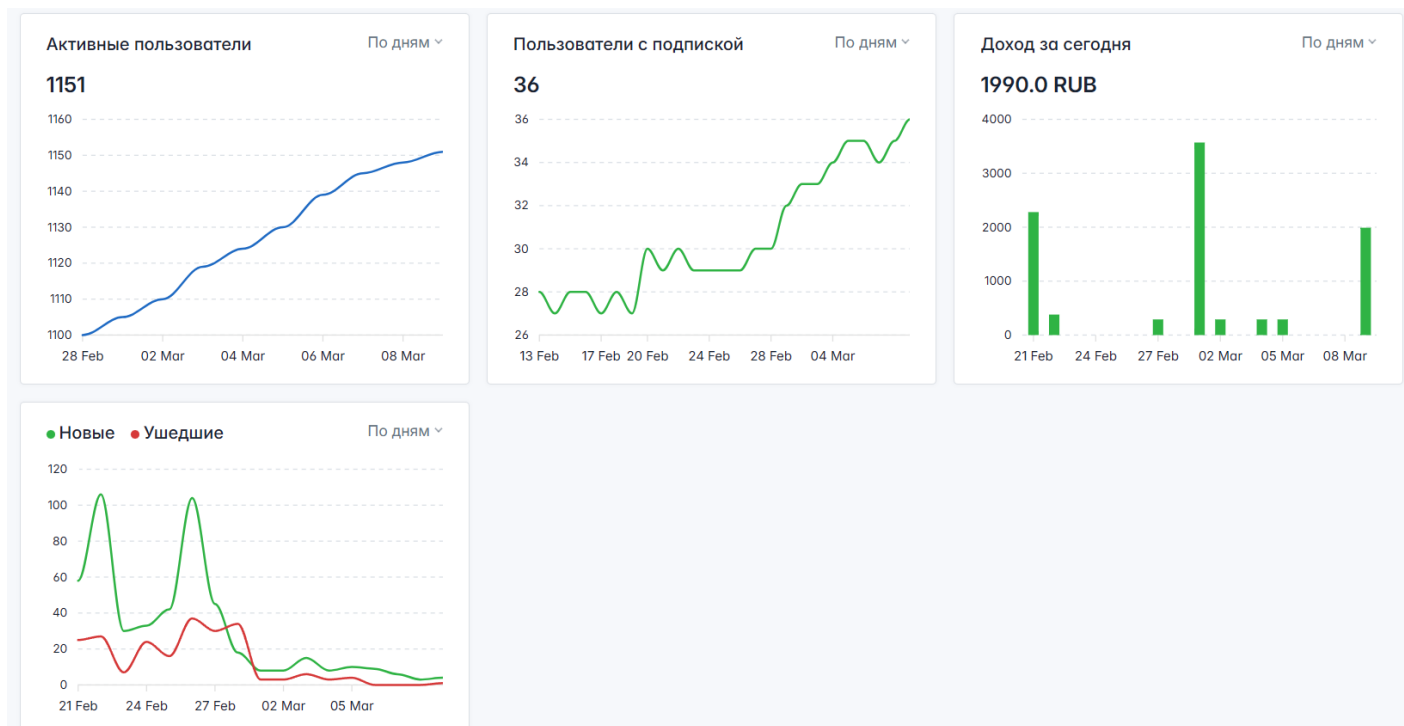 Активные пользователи
По дням
1151
1160
1150
1140
1130
1120
1110
1100
28 Feb 02 Mar 04 Mar 06 Mar 08 Mar
Пользователи с подпиской
По дням
36
36
34
32
30
28
26
13 Feb 17 Feb 20 Feb 24 Feb 28 Feb 04 Mar
Доход за сегодня
По дням
1990.0 RUB
4000
3000
2000
1000
0
21 Feb 24 Feb 27 Feb 02 Mar 05 Mar 08 Mar
Новые Ушедшие
По дням
120
100
80
60
40
20
0
21 Feb 24 Feb 27 Feb 02 Mar 05 Mar